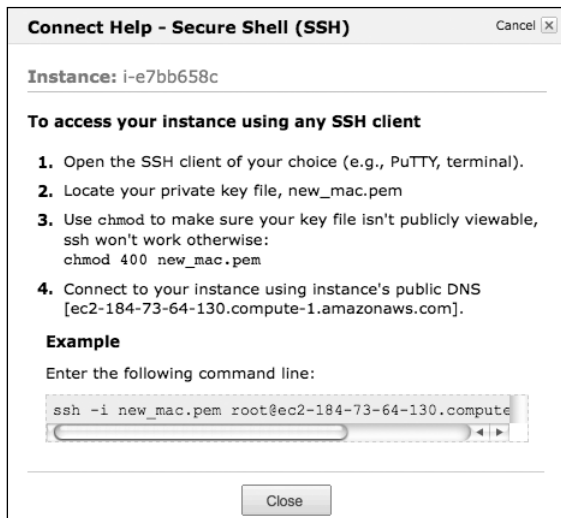 Connect Help - Secure Shell (SSH)
Cancel
Instance: i-e7bb658c
To access your instance using any SSH client
1. Open the SSH client of your choice (e.g., PuTTY, terminal).
2. Locate your private key file, new_mac.pem
3. Use chmod to make sure your key file isn't publicly viewable,
ssh won't work otherwise:
chmod 400 new_mac.pem
4. Connect to your instance using instance's public DNS
[ec2-184-73-64-130.compute-1.amazonaws.com].
Example
Enter the following command line:
ssh -i new_mac.pem root@ec2-184-73-64-130.compute
Close